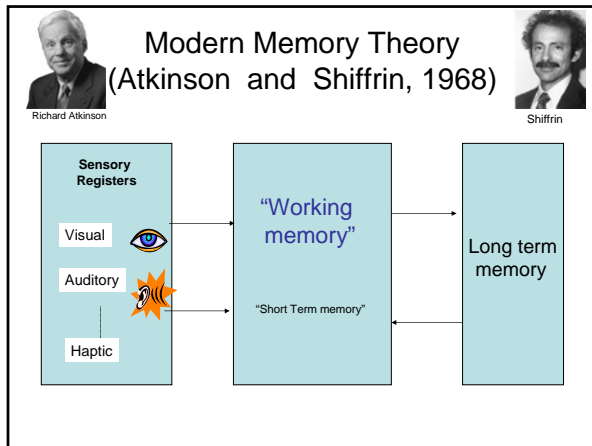 Modern Memory Theory
(Atkinson and Shiffrin, 1968)
Richard Atkinson
Shiffrin
Sensory
Registers
Visual
Auditory
Haptic
“Working
memory”
“Short Term memory”
Long term
memory